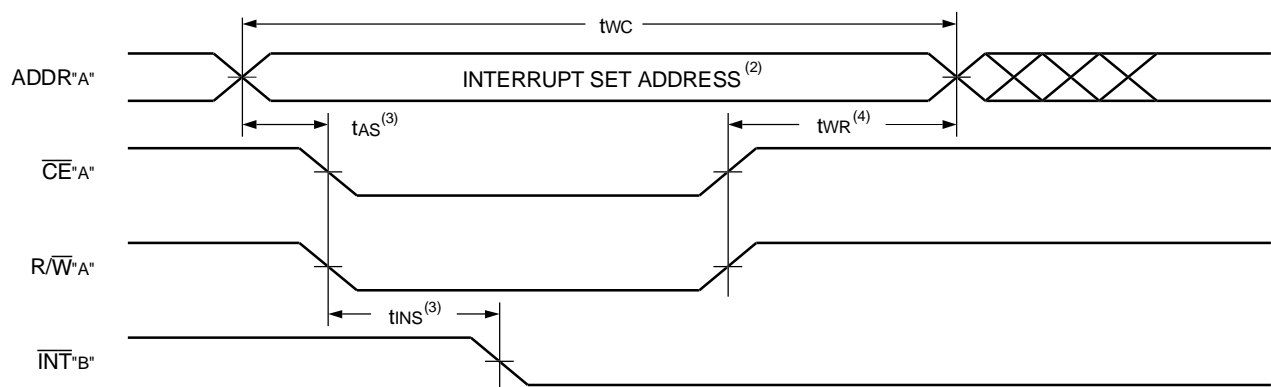 tWC
ADDR"A"
INTERRUPT SET ADDRESS(2)
tAS(3)
tWR(4)
CE"A"
R/W"A"
tINS(3)
INT"B"